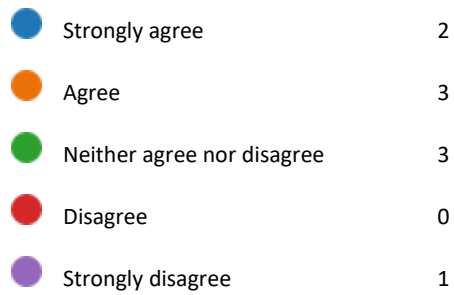 Strongly agree 2
Agree 3
Neither agree nor disagree 3
Disagree 0
Strongly disagree 1